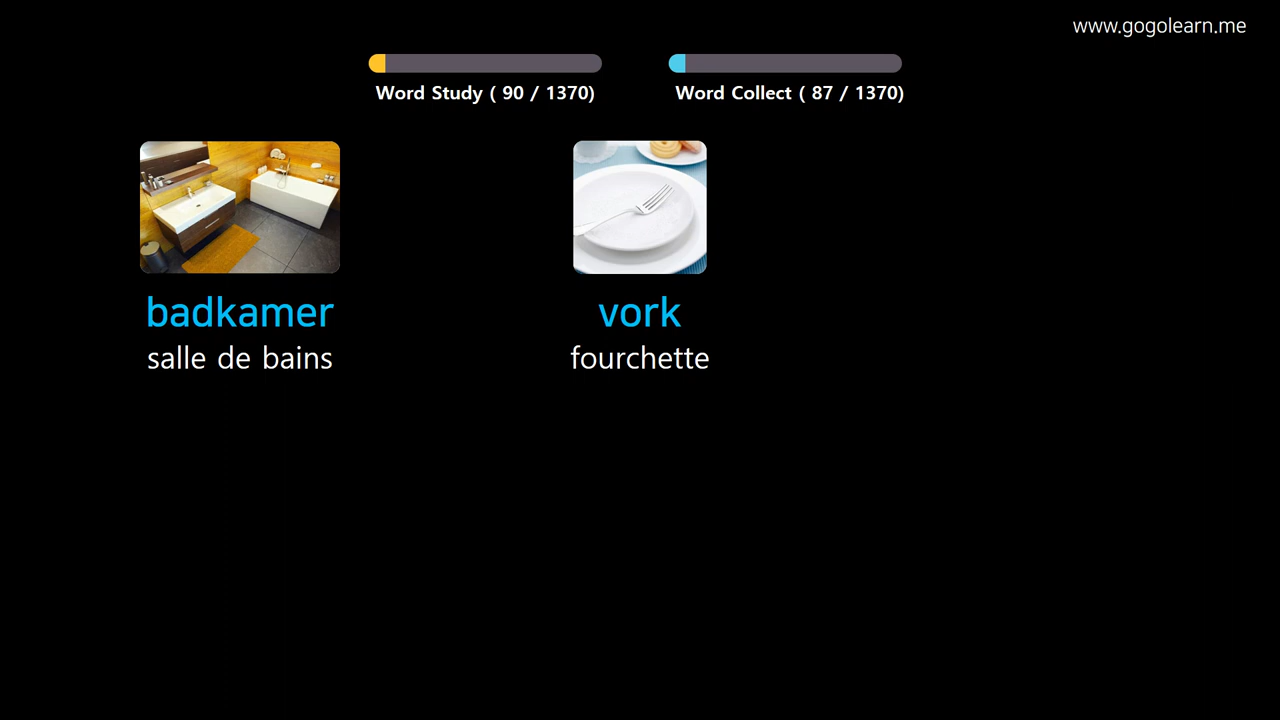 www.gogolearn.me
Word Study ( 90 / 1370)
Word Collect ( 87 / 1370)
badkamer
salle de bains
vork
fourchette